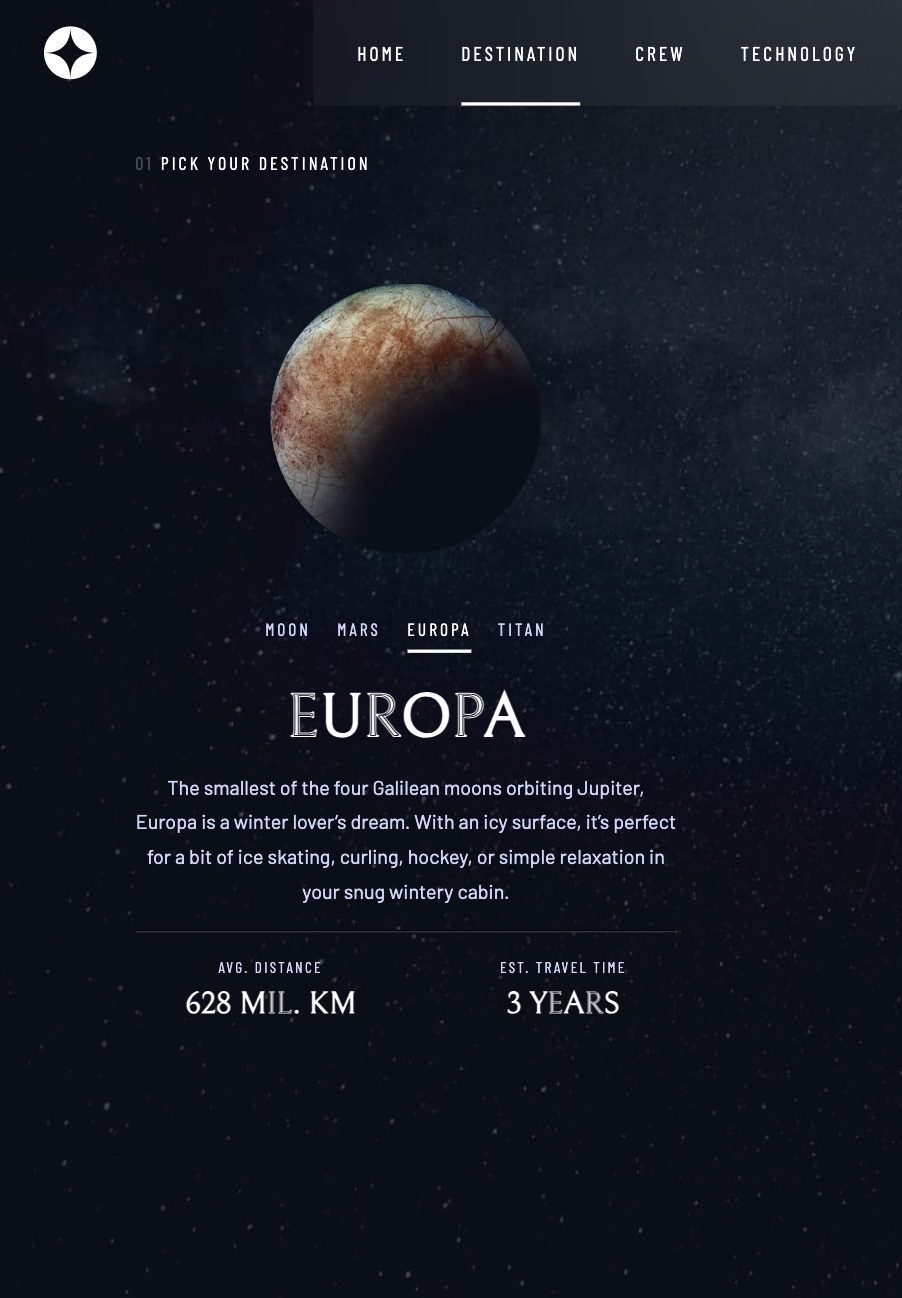 HOME DESTINATION CREW TECHNOLOGY
01 PICK YOUR DESTINATION
MOON MARS EUROPA TITAN
EUROPA
The smallest of the four Galilean moons orbiting Jupiter,
Europa is a winter lover’s dream. With an icy surface, it’s perfect
for a bit of ice skating, curling, hockey, or simple relaxation in
your snug wintery cabin.
AVG. DISTANCE EST. TRAVEL TIME
628 MIL. KM 3 YEARS